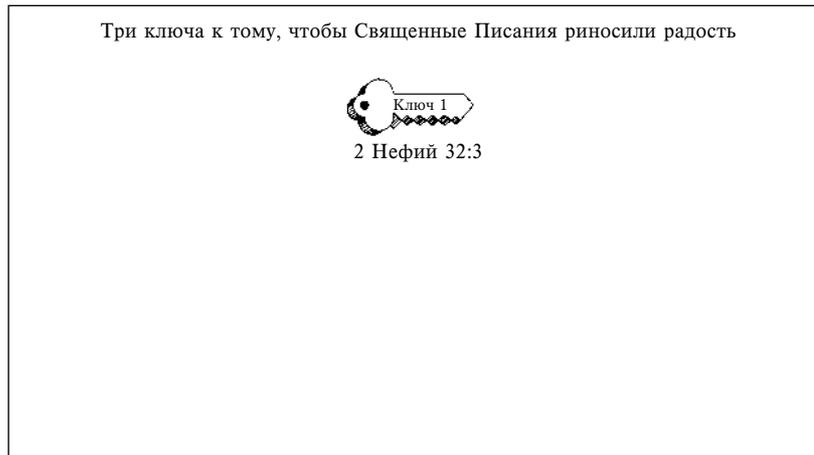 Три ключа к тому, чтобы Священные Писания риносили радость
Ключ 1
2 Нефий 32:3